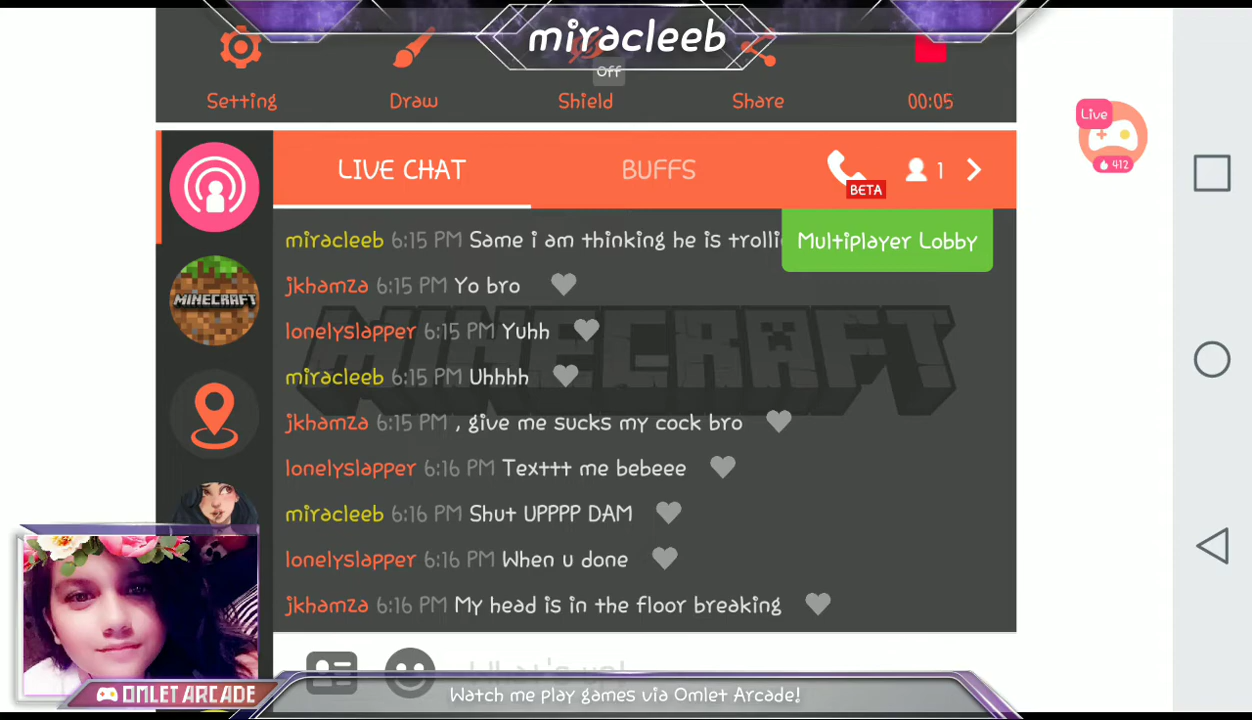 miracleeb
Off
Setting Draw Shield Share 00:05
Live
412
LIVE CHAT BUFFS BETA 1
Multiplayer Lobby
miracleeb 6:15 PM Same i am thinking he is
jkhamza 6:15 PM Yo bro
MINECRAFT
lonelyslapper 6:15 PM Yuhh
MINECRAFT
miracleeb 6:15 PM Uhhhh
jkhamza 6:15 PM , give me sucks my cock bro
lonelyslapper 6:16 PM Texttt me bebeee
miracleeb 6:16 PM Shut UPPPP DAM
lonelyslapper 6:16 PM When u done
jkhamza 6:16 PM My head is in the floor breaking
OMLET ARCADE
Watch me play games via Omlet Arcade!